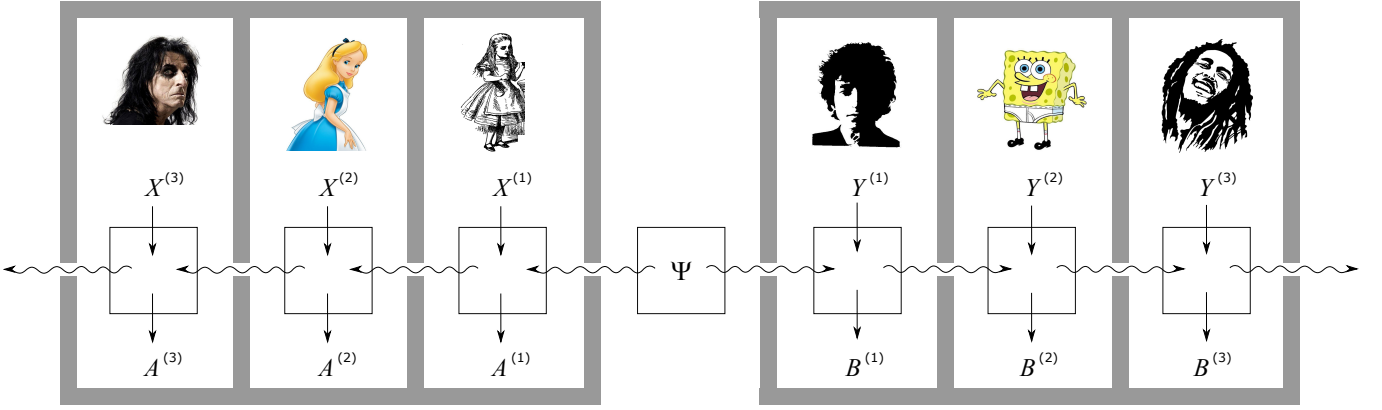 X(3) X(2) X(1) Y(1) Y(2) Y(3)
Ψ
A(3) A(2) A(1) B(1) B(2) B(3)